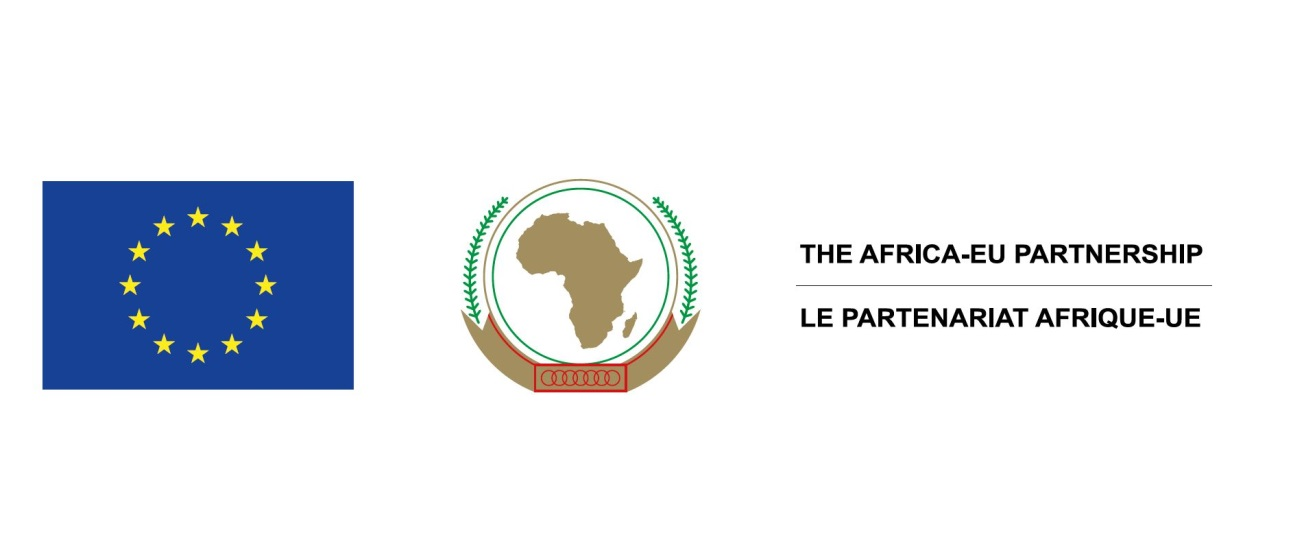 THE AFRICA-EU PARTNERSHIP
LE PARTENARIAT AFRIQUE-UE